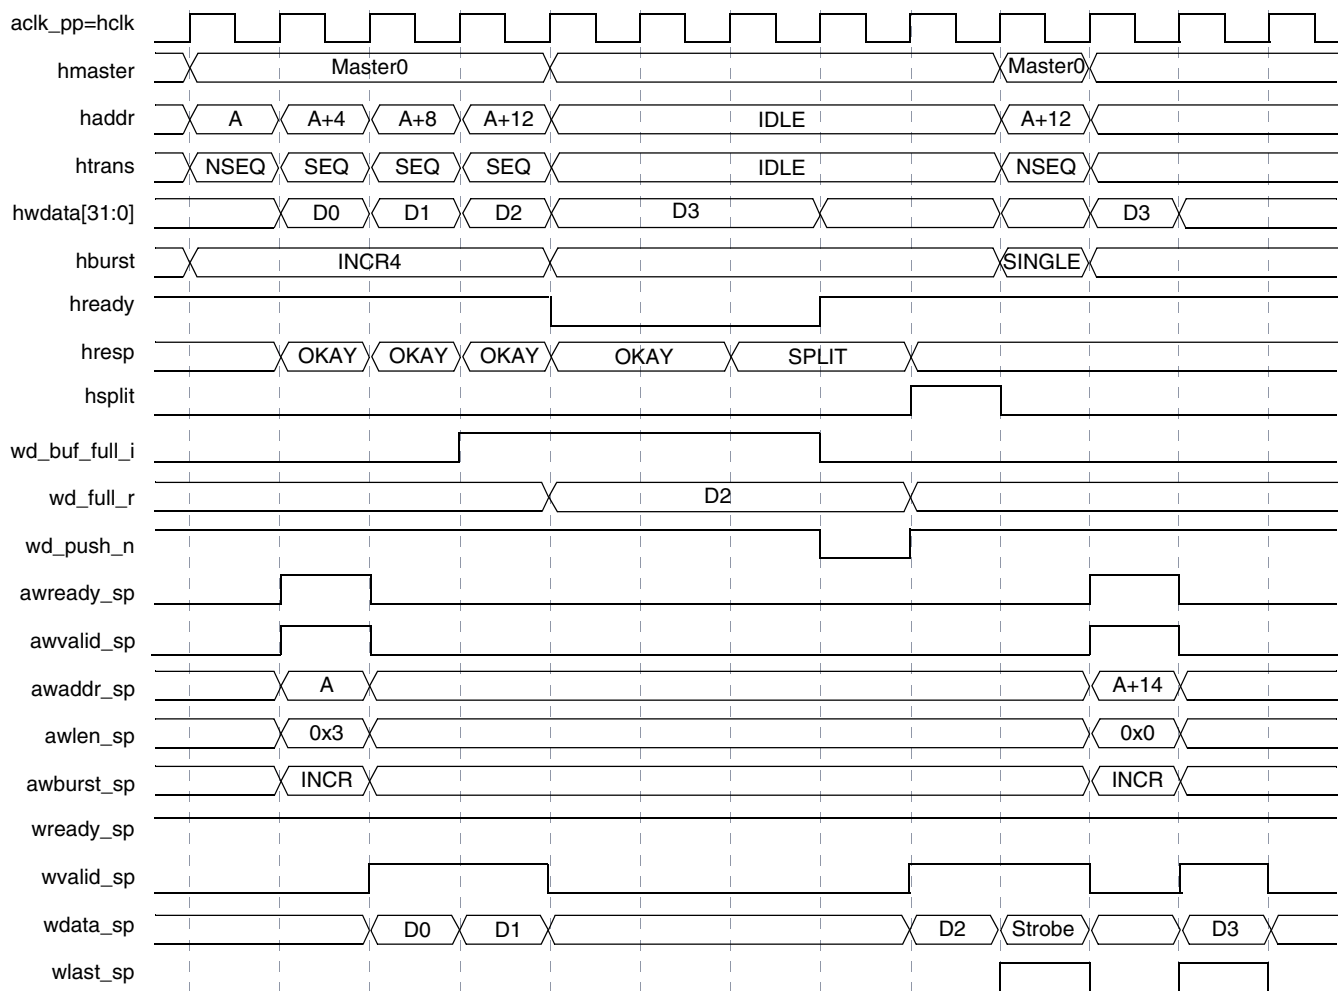 aclk_pp=hclk
hmaster Master0 Master0
haddr A A+4 A+8 A+12 IDLE A+12
htrans NSEQ SEQ SEQ SEQ IDLE NSEQ
hwdata[31:0] D0 D1 D2 D3 D3
hburst INCR4 SINGLE
hready
hresp OKAY OKAY OKAY OKAY SPLIT
hsplit
wd_buf_full_i
wd_full_r D2
wd_push_n
awready_sp
awvalid_sp
awaddr_sp A A+14
awlen_sp 0x3 0x0
awburst_sp INCR INCR
wready_sp
wvalid_sp
wdata_sp D0 D1 D2 Strobe D3
wlast_sp